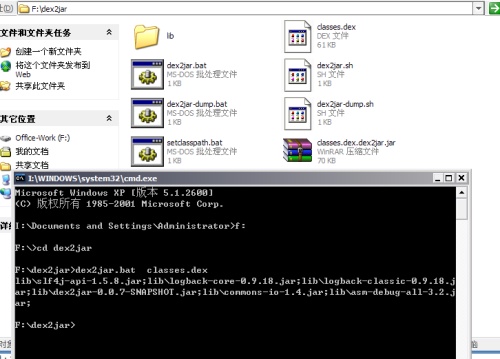 F:\dex2jar
文件和文件夹任务
创建一个新文件夹
将这个文件夹发布到
Web
共享此文件夹
其它位置
Office-Work (F:)
我的文档
共享文档
lib
classes.dex
DEX 文件
61 KB
dex2jar.bat
MS-DOS 批处理文件
1 KB
dex2jar.sh
SH 文件
1 KB
dex2jar-dump.bat
MS-DOS 批处理文件
1 KB
dex2jar-dump.sh
SH 文件
1 KB
setclasspath.bat
MS-DOS 批处理文件
1 KB
classes.dex.dex2jar.jar
WinRAR 压缩文件
70 KB
I:\WINDOWS\system32\cmd.exe
Microsoft Windows XP [版本 5.1.2600]
(C) 版权所有 1985-2001 Microsoft Corp.
I:\Documents and Settings\Administrator>f:
F:\>cd dex2jar
F:\dex2jar>dex2jar.bat  classes.dex
lib\slf4j-api-1.5.8.jar;lib\logback-core-0.9.18.jar;lib\logback-classic-0.9.18.j
ar;lib\dex2jar-0.0.7-SNAPSHOT.jar;lib\commons-io-1.4.jar;lib\asm-debug-all-3.2.j
ar;
F:\dex2jar>